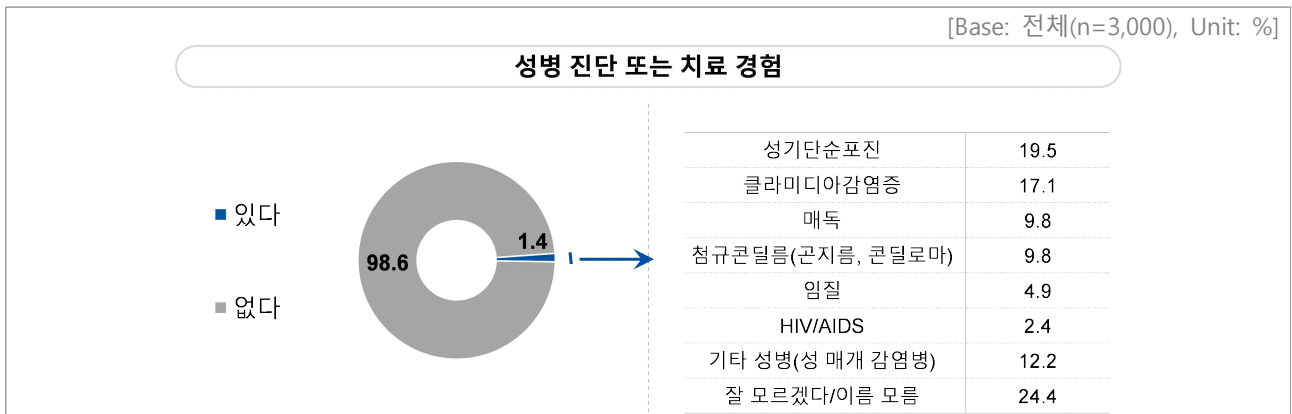 [Base: 전체(n=3,000), Unit: %]
성병 진단 또는 치료 경험
있다
없다
98.6
1.4
성기단순포진 19.5
클라미디아감염증 17.1
매독 9.8
첨규콘딜름(곤지름, 콘딜로마) 9.8
임질 4.9
HIV/AIDS 2.4
기타 성병(성 매개 감염병) 12.2
잘 모르겠다/이름 모름 24.4